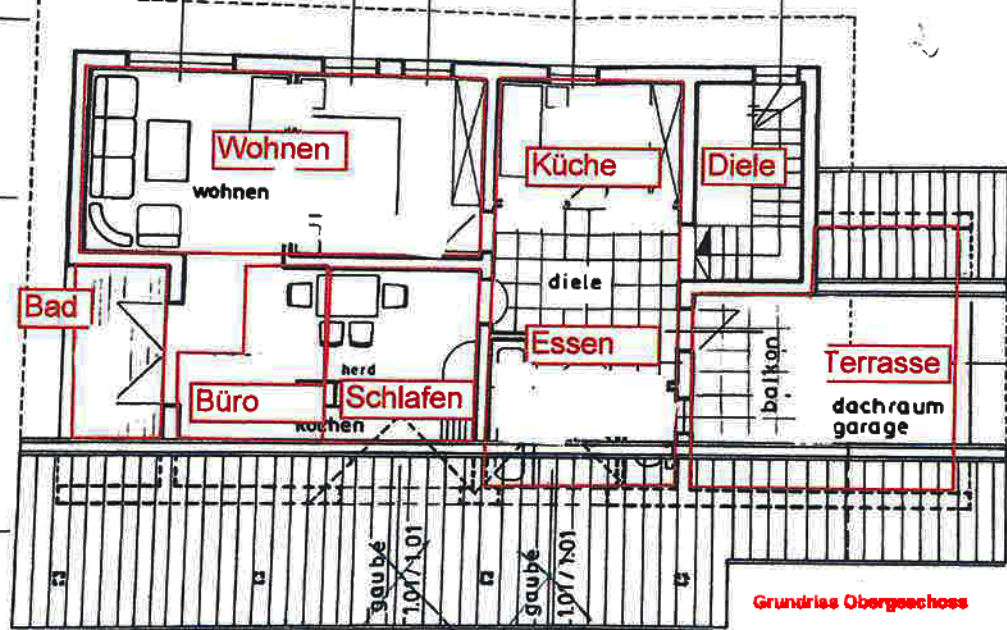 Wohnen
wohnen
Küche
Diele
diele
Bad
Essen
Büro
herd
Schlafen
kochen
balkon
Terrasse
dachraum
garage
gaube
1.01 / 1.01
gaube
1.01 / 1.01
Grundriss Obergeschoss